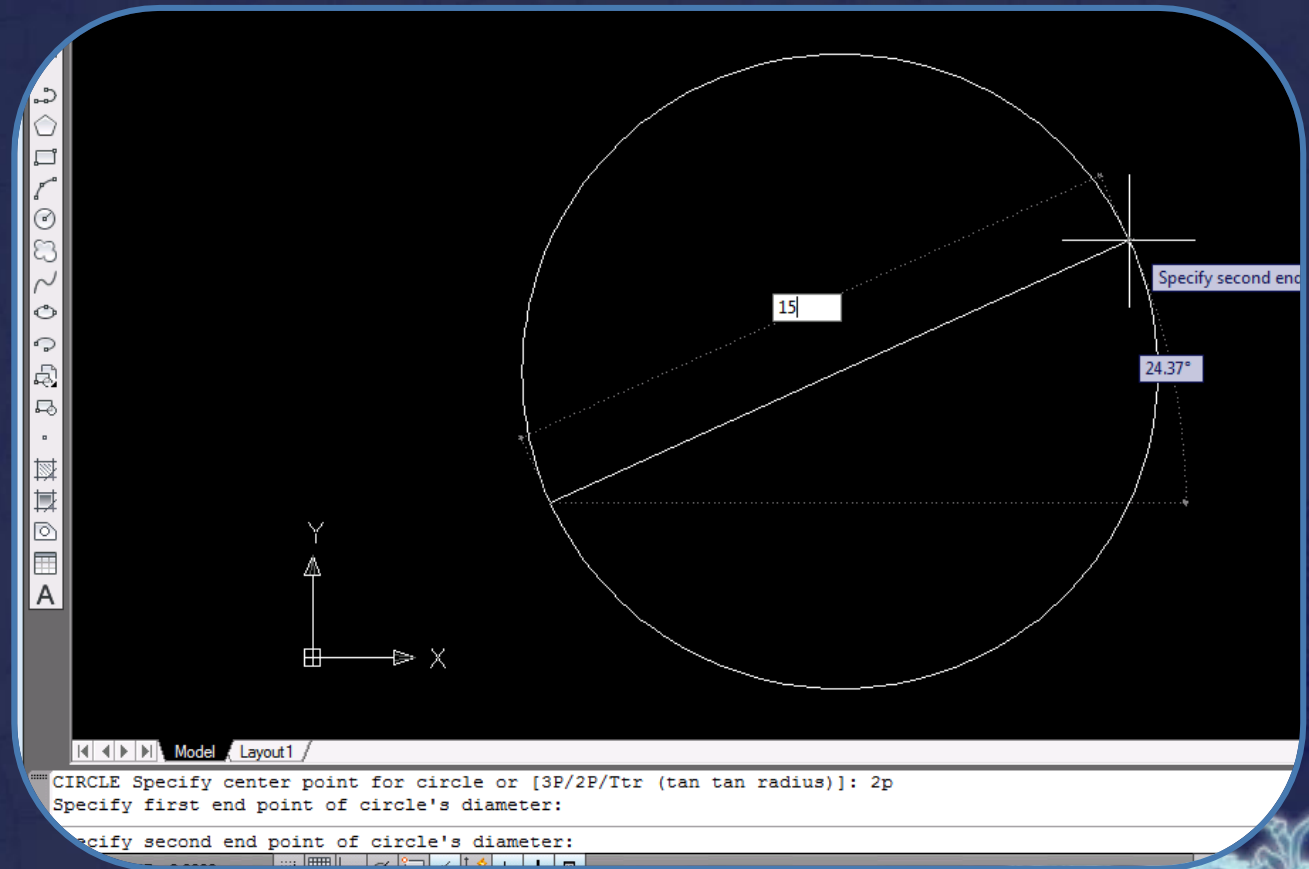 15
Specify second end
24.37°
Y
X
A
Model Layout1
CIRCLE Specify center point for circle or [3P/2P/Ttr (tan tan radius)]: 2p
Specify first end point of circle's diameter:
ecify second end point of circle's diameter: